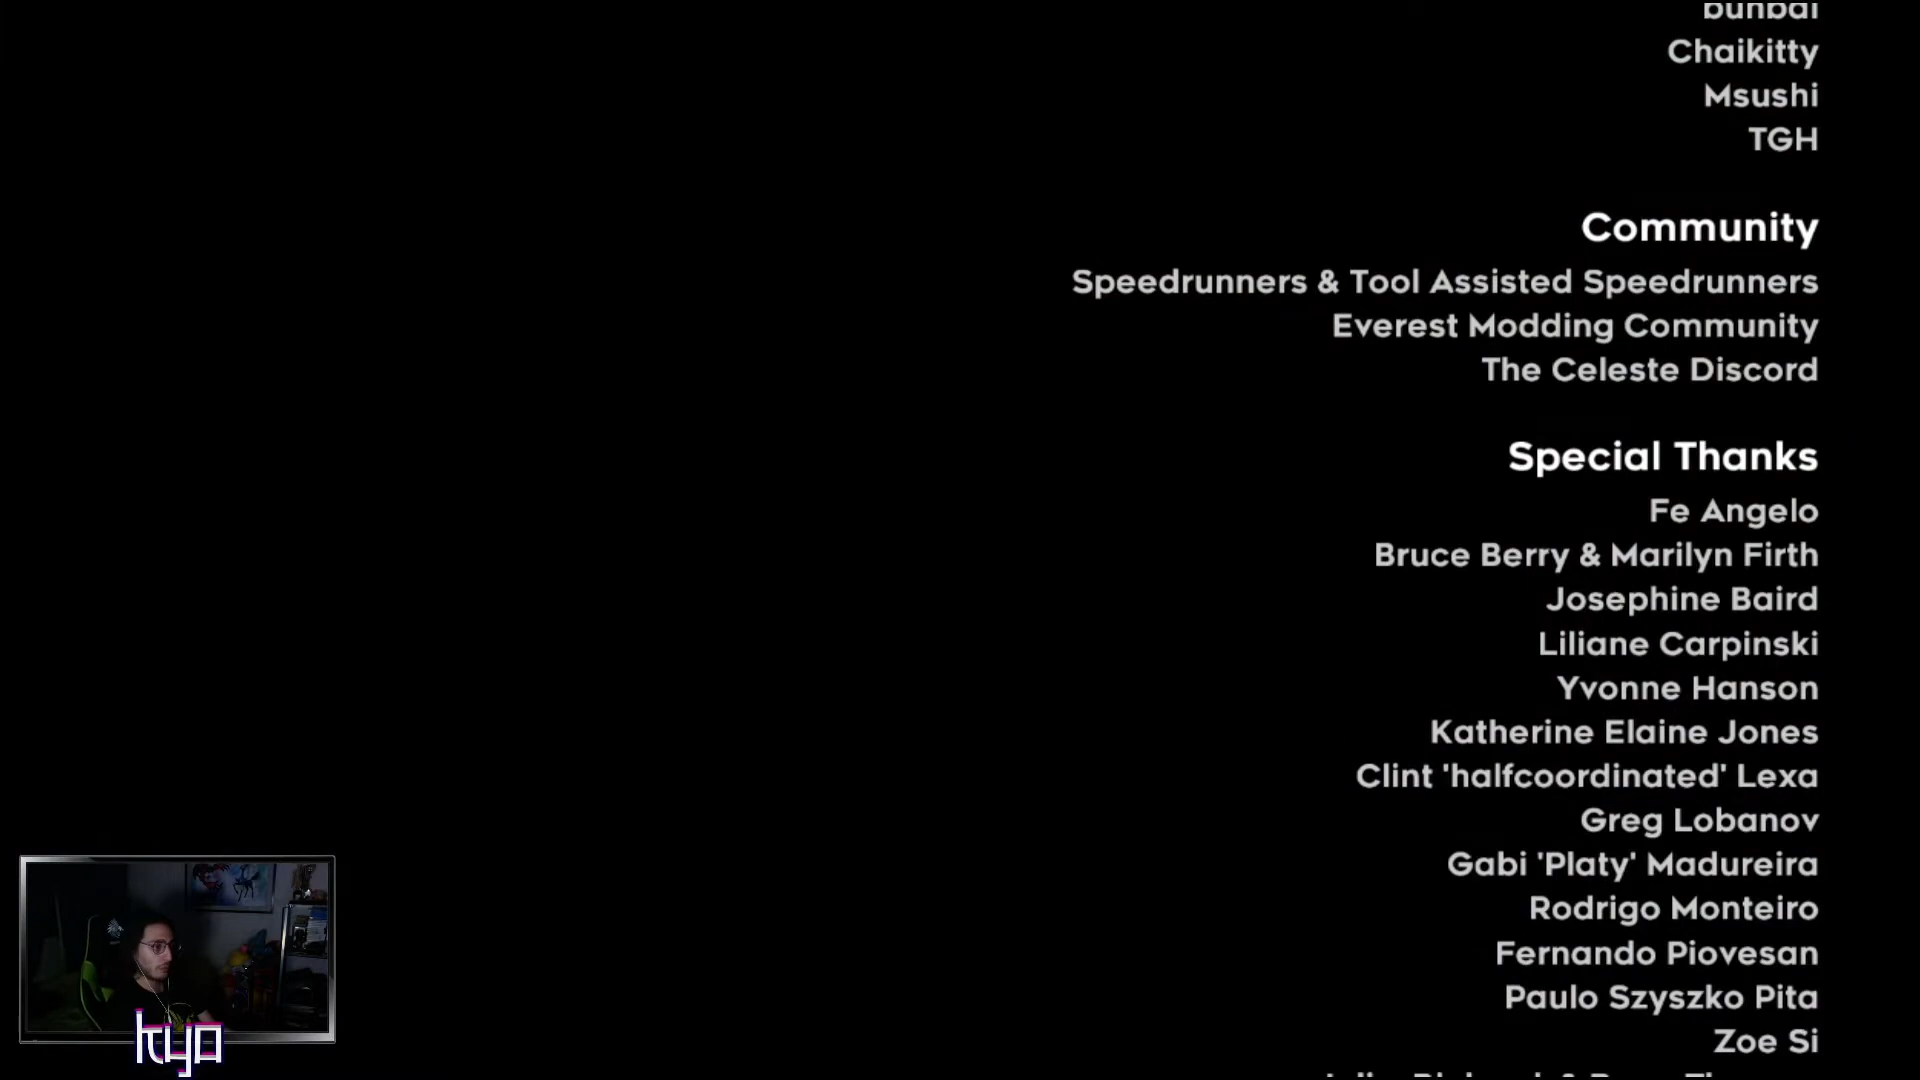 bunbai
Chaikitty
Msushi
TGH
Community
Speedrunners & Tool Assisted Speedrunners
Everest Modding Community
The Celeste Discord
Special Thanks
Fe Angelo
Bruce Berry & Marilyn Firth
Josephine Baird
Liliane Carpinski
Yvonne Hanson
Katherine Elaine Jones
Clint 'halfcoordinated' Lexa
Greg Lobanov
Gabi 'Platy' Madureira
Rodrigo Monteiro
Fernando Piovesan
Paulo Szyszko Pita
Zoe Si
kyo